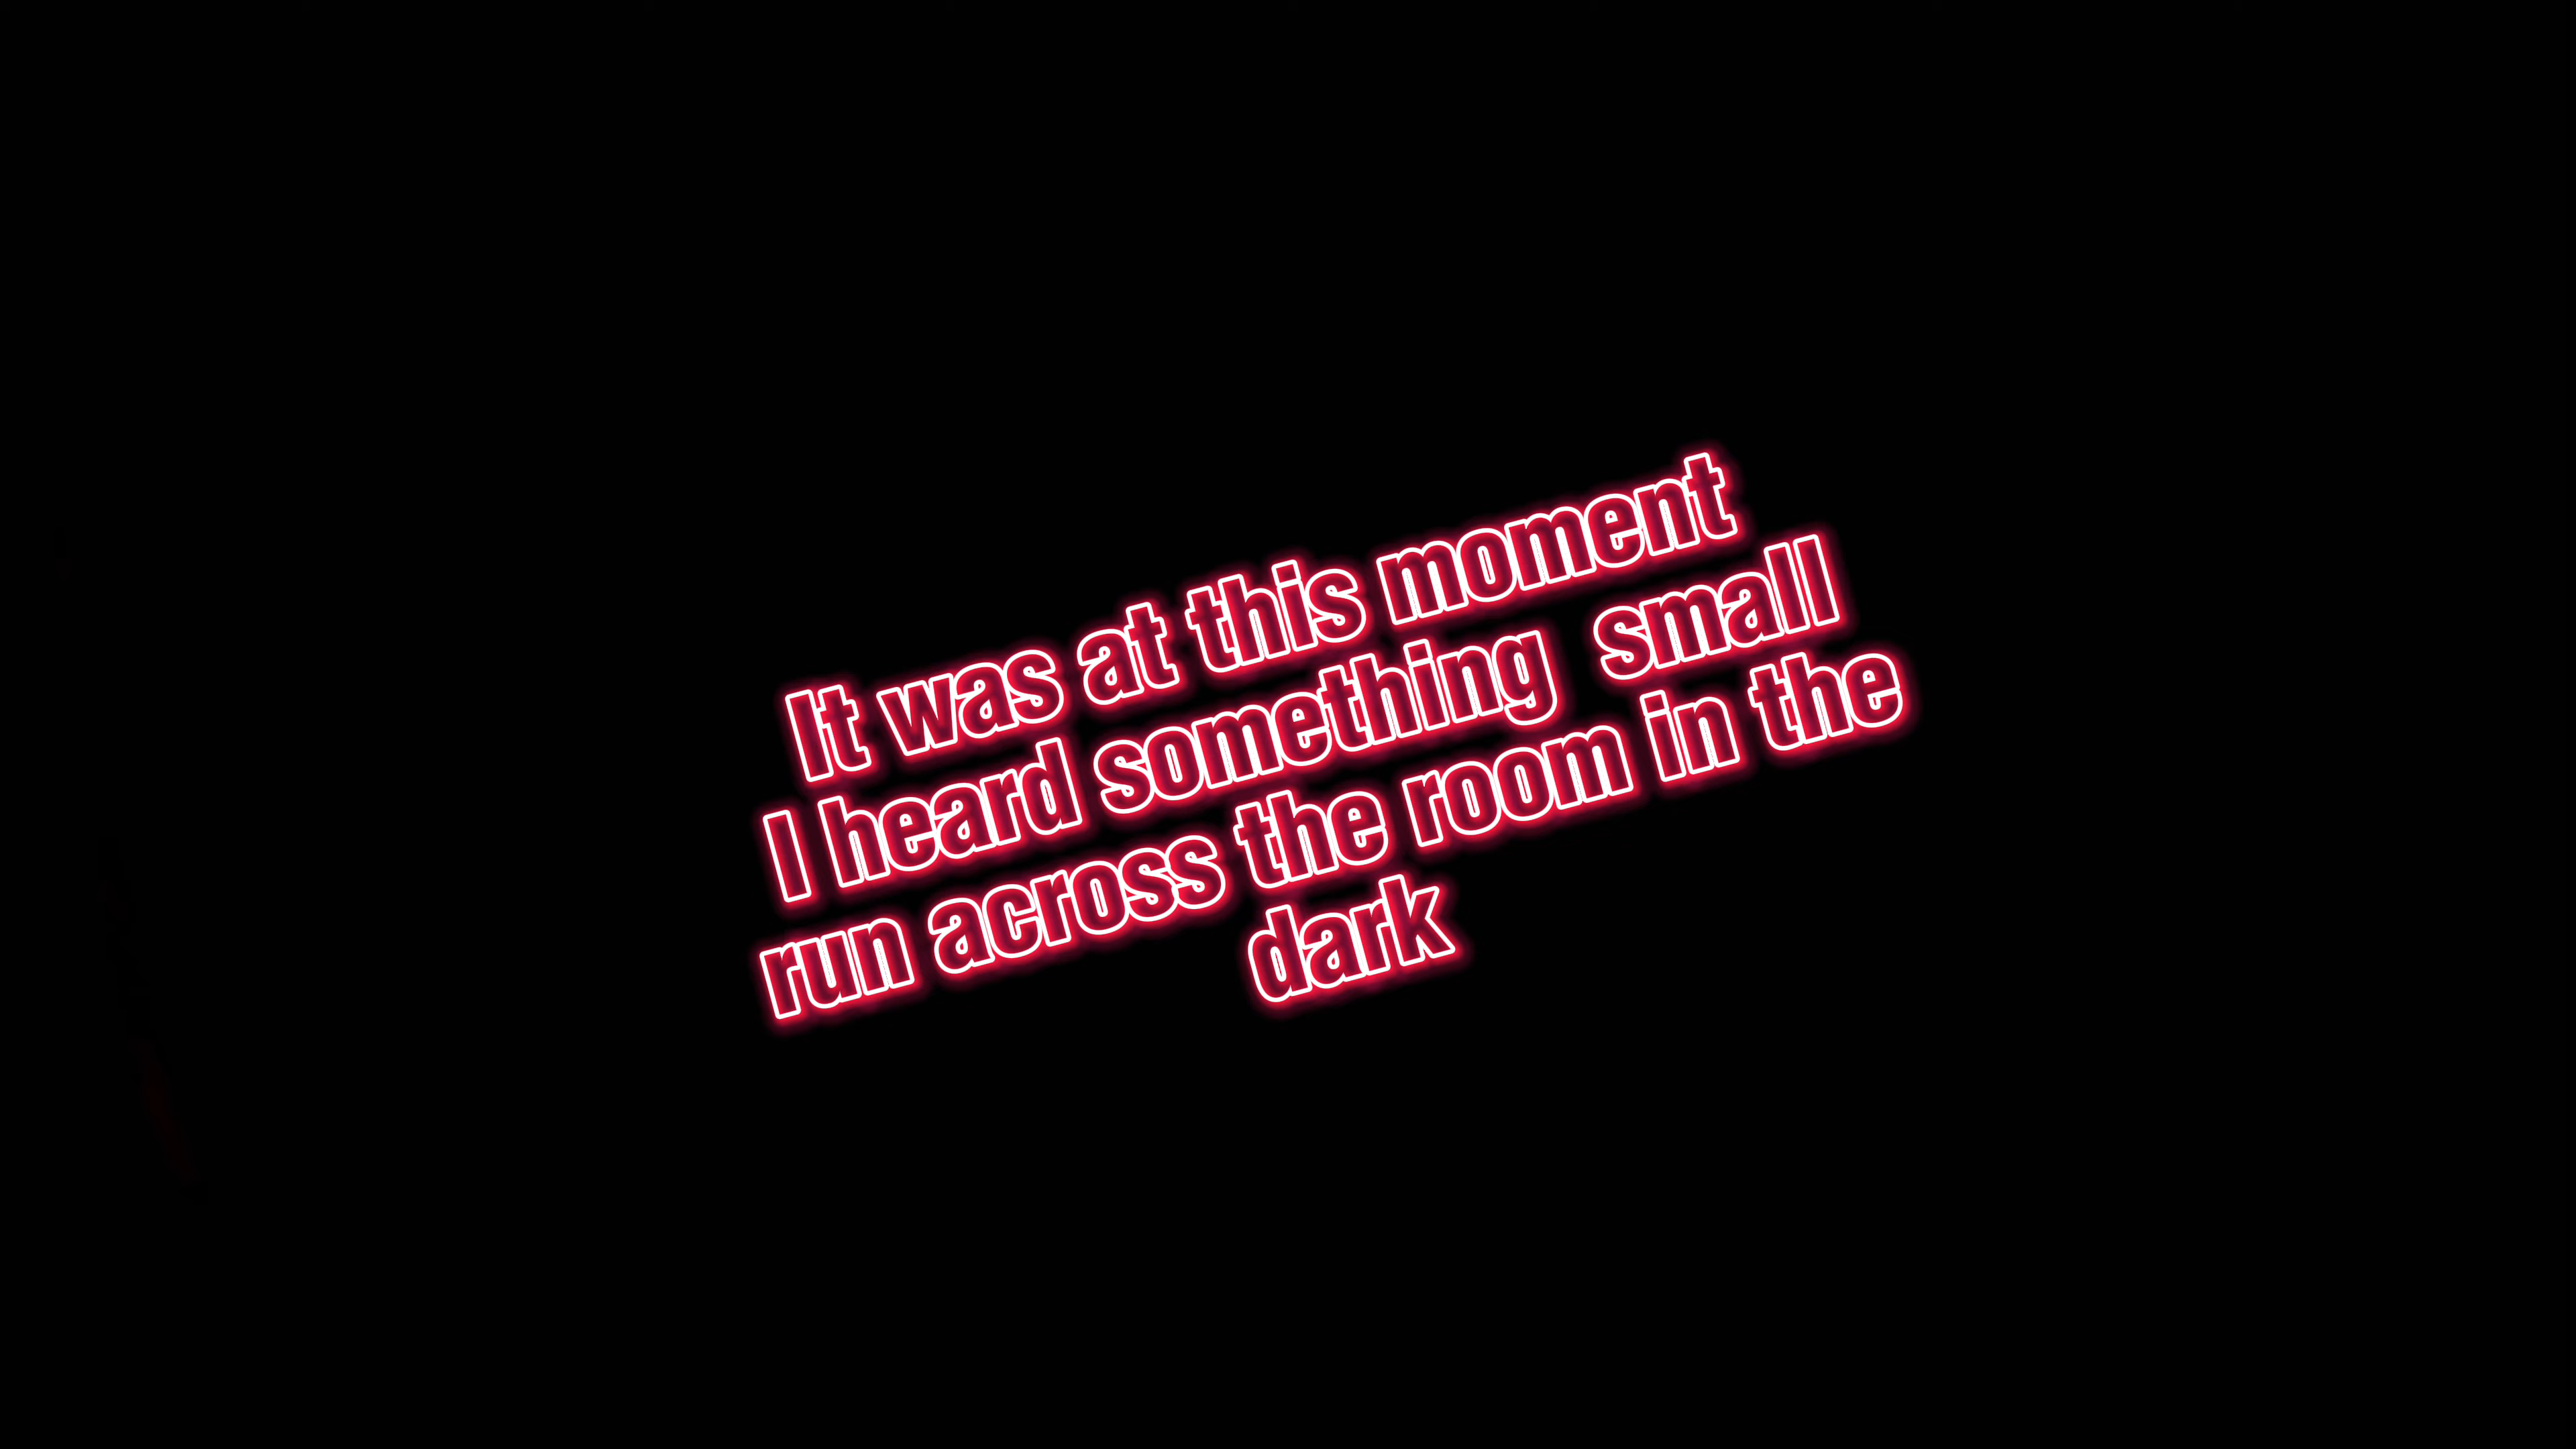 It was at this moment
I heard something  small
run across the room in the
dark